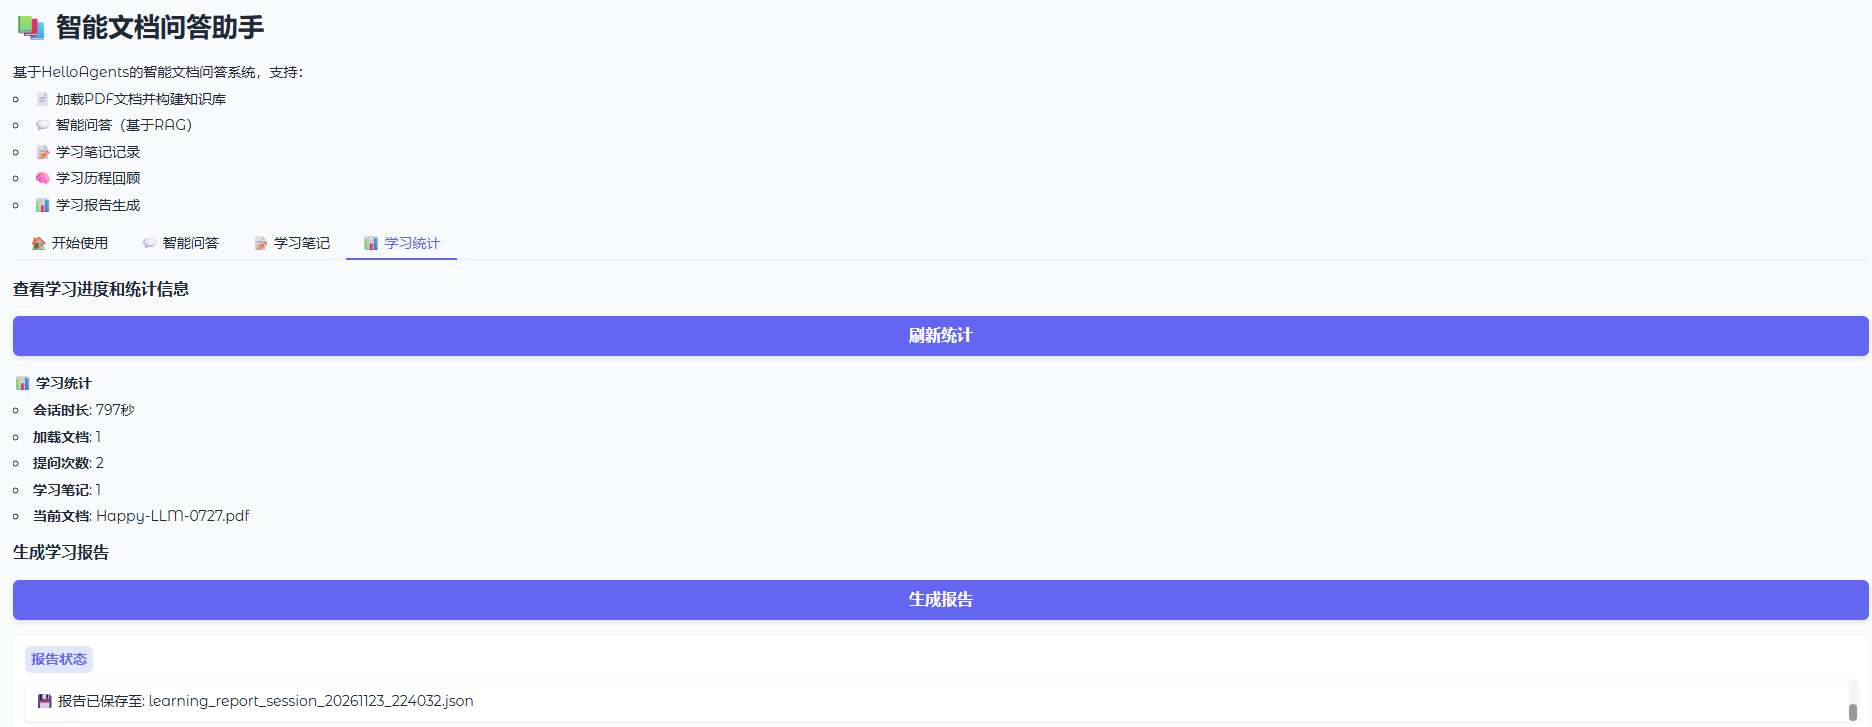 智能文档问答助手
基于HelloAgents的智能文档问答系统，支持：
加载PDF文档并构建知识库
智能问答（基于RAG）
学习笔记记录
学习历程回顾
学习报告生成
开始使用 智能问答 学习笔记 学习统计
查看学习进度和统计信息
刷新统计
学习统计
会话时长: 797秒
加载文档: 1
提问次数: 2
学习笔记: 1
当前文档: Happy-LLM-0727.pdf
生成学习报告
生成报告
报告状态
报告已保存至: learning_report_session_20261123_224032.json